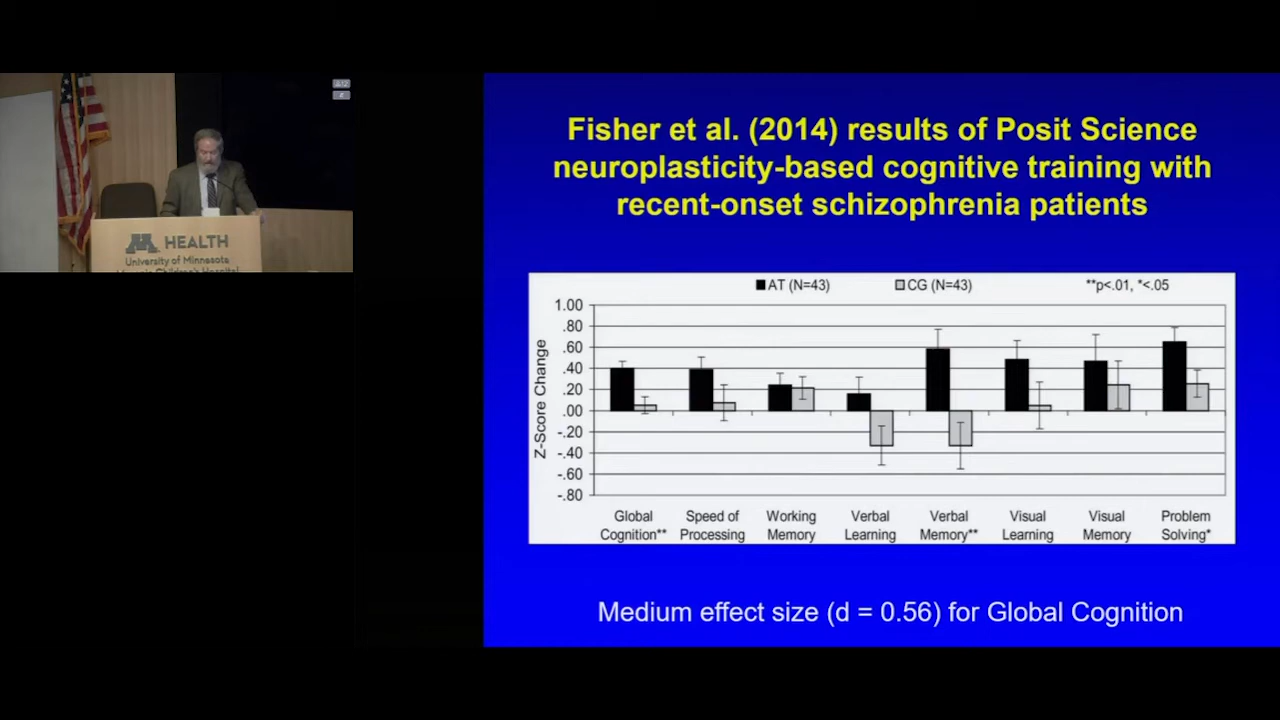 M HEALTH
University of Minnesota
Masonic Children's Hospital
Fisher et al. (2014) results of Posit Science
neuroplasticity-based cognitive training with
recent-onset schizophrenia patients
AT (N=43) CG (N=43) **p<.01, *<.05
Z-Score Change
1.00
.80
.60
.40
.20
.00
-.20
-.40
-.60
-.80
Global Speed of Working Verbal Verbal Visual Visual Problem
Cognition** Processing Memory Learning Memory** Learning Memory Solving*
Medium effect size (d = 0.56) for Global Cognition